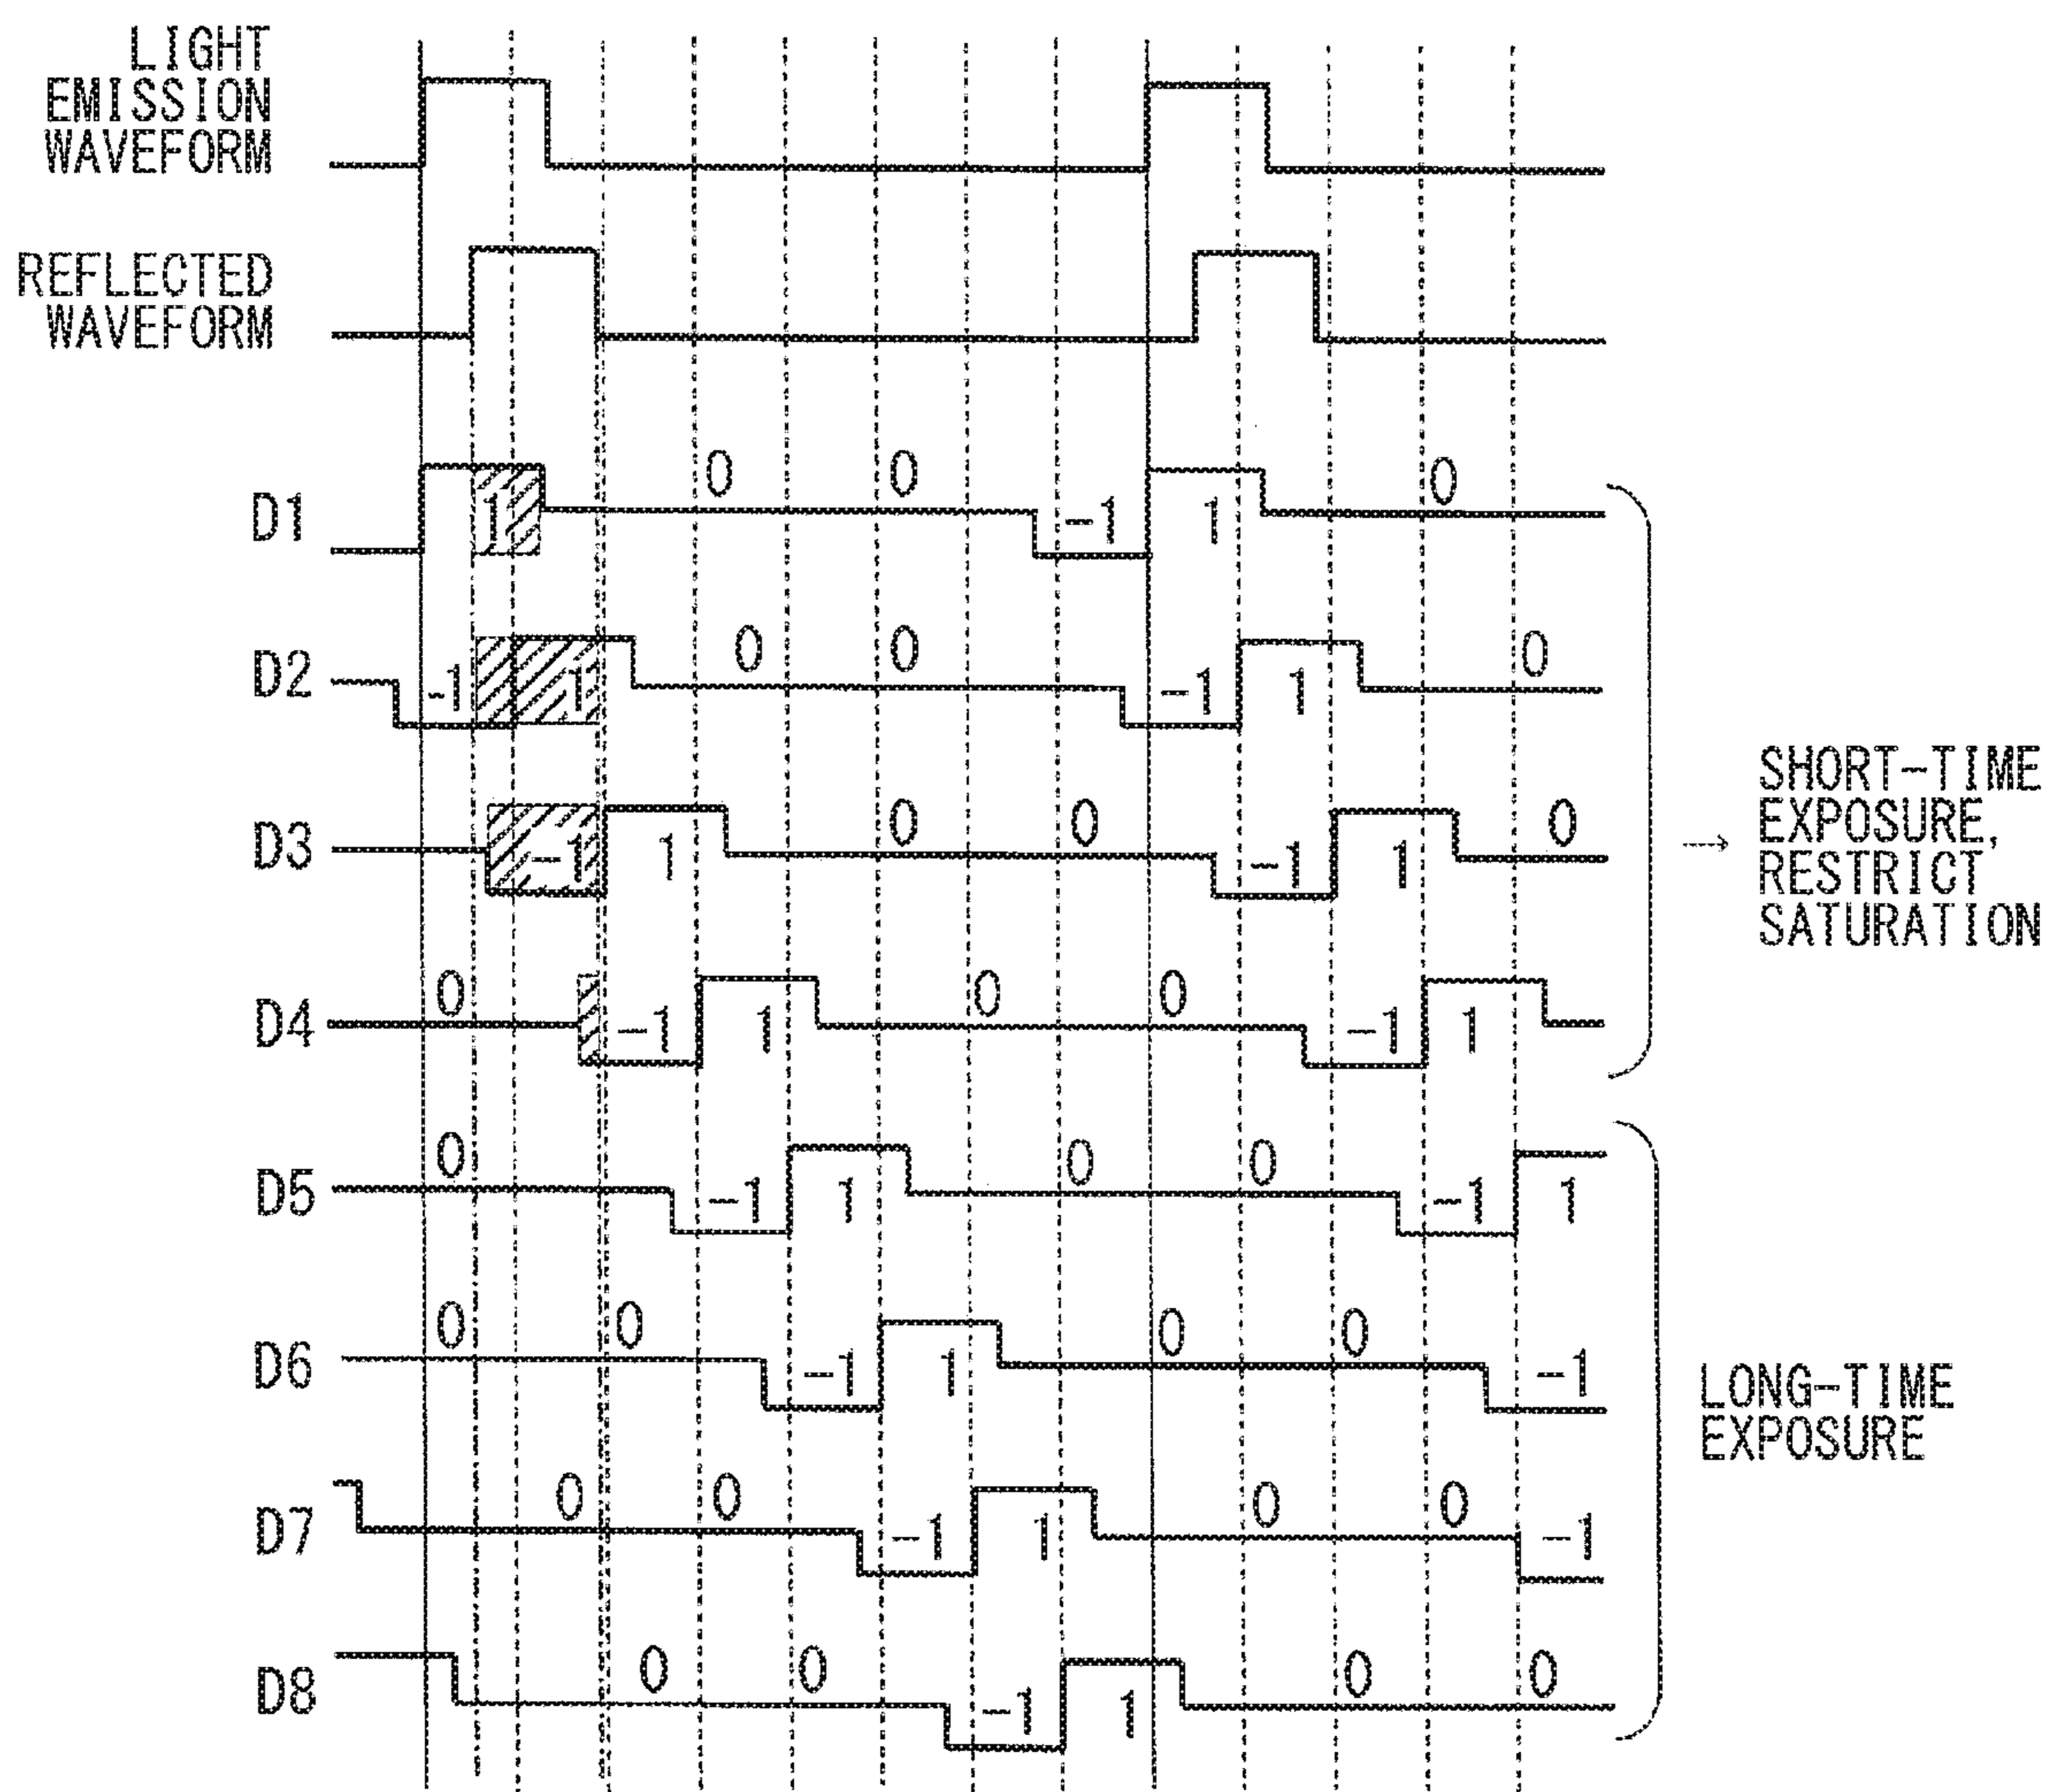 LIGHT
EMISSION
WAVEFORM
REFLECTED
WAVEFORM
D1 1 0 0 -1 1 0
D2 -1 1 0 0 -1 1 0
D3 -1 1 0 0 -1 1 0
D4 0 -1 1 0 0 -1 1
D5 0 -1 1 0 0 -1 1
D6 0 0 -1 1 0 0 -1
D7 0 0 -1 1 0 0 -1
D8 0 0 -1 1 0 0
→ SHORT-TIME
EXPOSURE,
RESTRICT
SATURATION
LONG-TIME
EXPOSURE